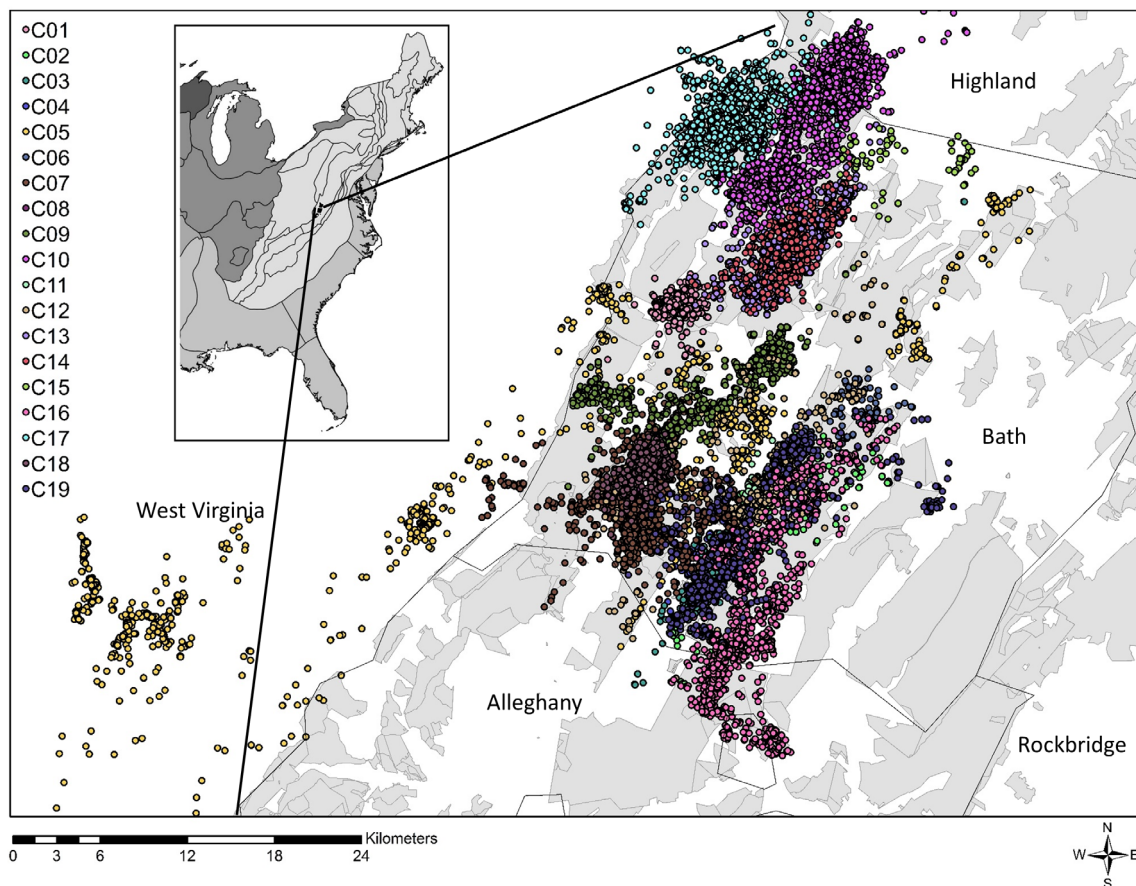 C01
C02
C03
C04
C05
C06
C07
C08
C09
C10
C11
C12
C13
C14
C15
C16
C17
C18
C19
Highland
Bath
West Virginia
Alleghany
Rockbridge
Kilometers
0 3 6 12 18 24
N
W E
S